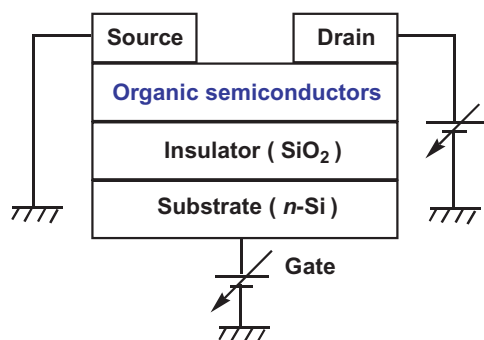 Source
Drain
Organic semiconductors
Insulator ( SiO₂ )
Substrate ( n-Si )
Gate